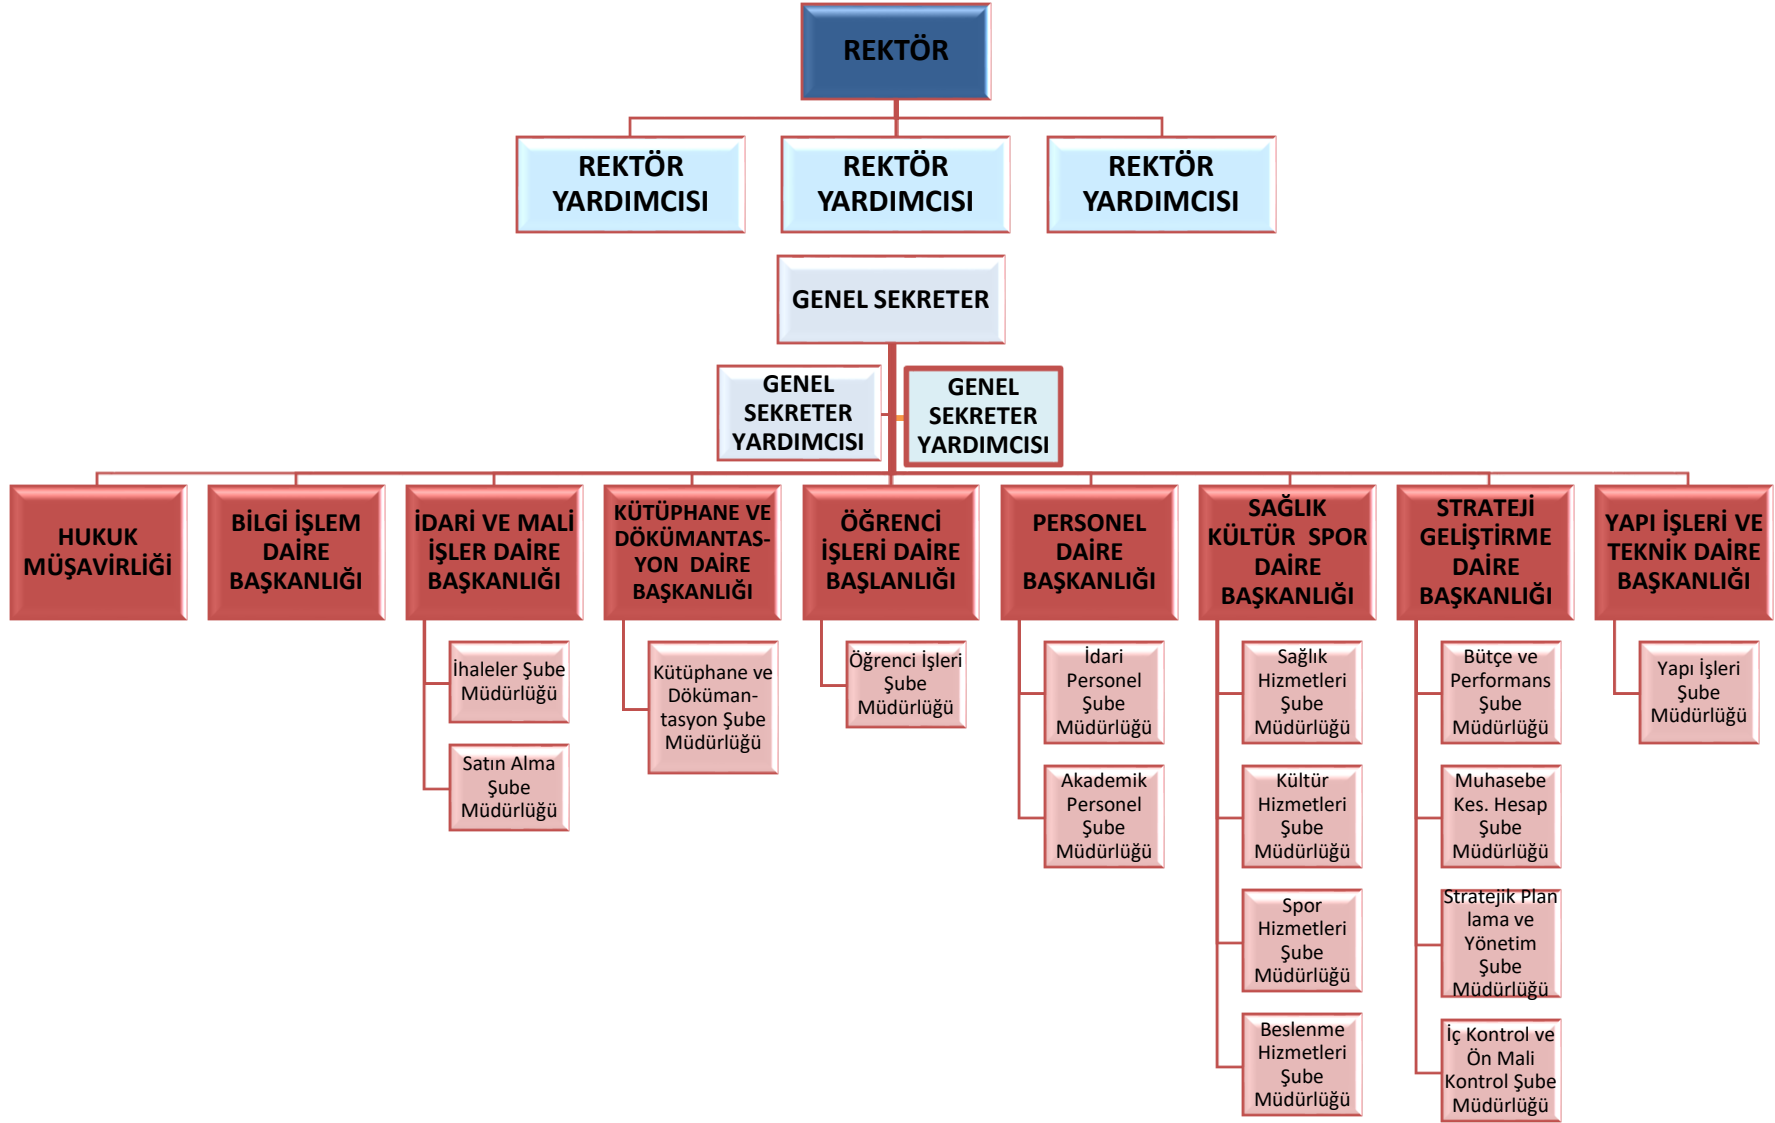 REKTÖR
REKTÖR
YARDIMCISI
REKTÖR
YARDIMCISI
REKTÖR
YARDIMCISI
GENEL SEKRETER
GENEL
SEKRETER
YARDIMCISI
GENEL
SEKRETER
YARDIMCISI
HUKUK
MÜŞAVİRLİĞİ
BİLGİ İŞLEM
DAİRE
BAŞKANLIĞI
İDARİ VE MALİ
İŞLER DAİRE
BAŞKANLIĞI
KÜTÜPHANE VE
DÖKÜMANTAS-
YON DAİRE
BAŞKANLIĞI
ÖĞRENCİ
İŞLERİ DAİRE
BAŞLANLIĞI
PERSONEL
DAİRE
BAŞKANLIĞI
SAĞLIK
KÜLTÜR SPOR
DAİRE
BAŞKANLIĞI
STRATEJİ
GELİŞTİRME
DAİRE
BAŞKANLIĞI
YAPI İŞLERİ VE
TEKNİK DAİRE
BAŞKANLIĞI
İhaleler Şube
Müdürlüğü
Satın Alma
Şube
Müdürlüğü
Kütüphane ve
Döküman-
tasyon Şube
Müdürlüğü
Öğrenci İşleri
Şube
Müdürlüğü
İdari
Personel
Şube
Müdürlüğü
Akademik
Personel
Şube
Müdürlüğü
Sağlık
Hizmetleri
Şube
Müdürlüğü
Kültür
Hizmetleri
Şube
Müdürlüğü
Spor
Hizmetleri
Şube
Müdürlüğü
Beslenme
Hizmetleri
Şube
Müdürlüğü
Bütçe ve
Performans
Şube
Müdürlüğü
Muhasebe
Kes. Hesap
Şube
Müdürlüğü
Stratejik Plan
lama ve
Yönetim
Şube
Müdürlüğü
İç Kontrol ve
Ön Mali
Kontrol Şube
Müdürlüğü
Yapı İşleri
Şube
Müdürlüğü